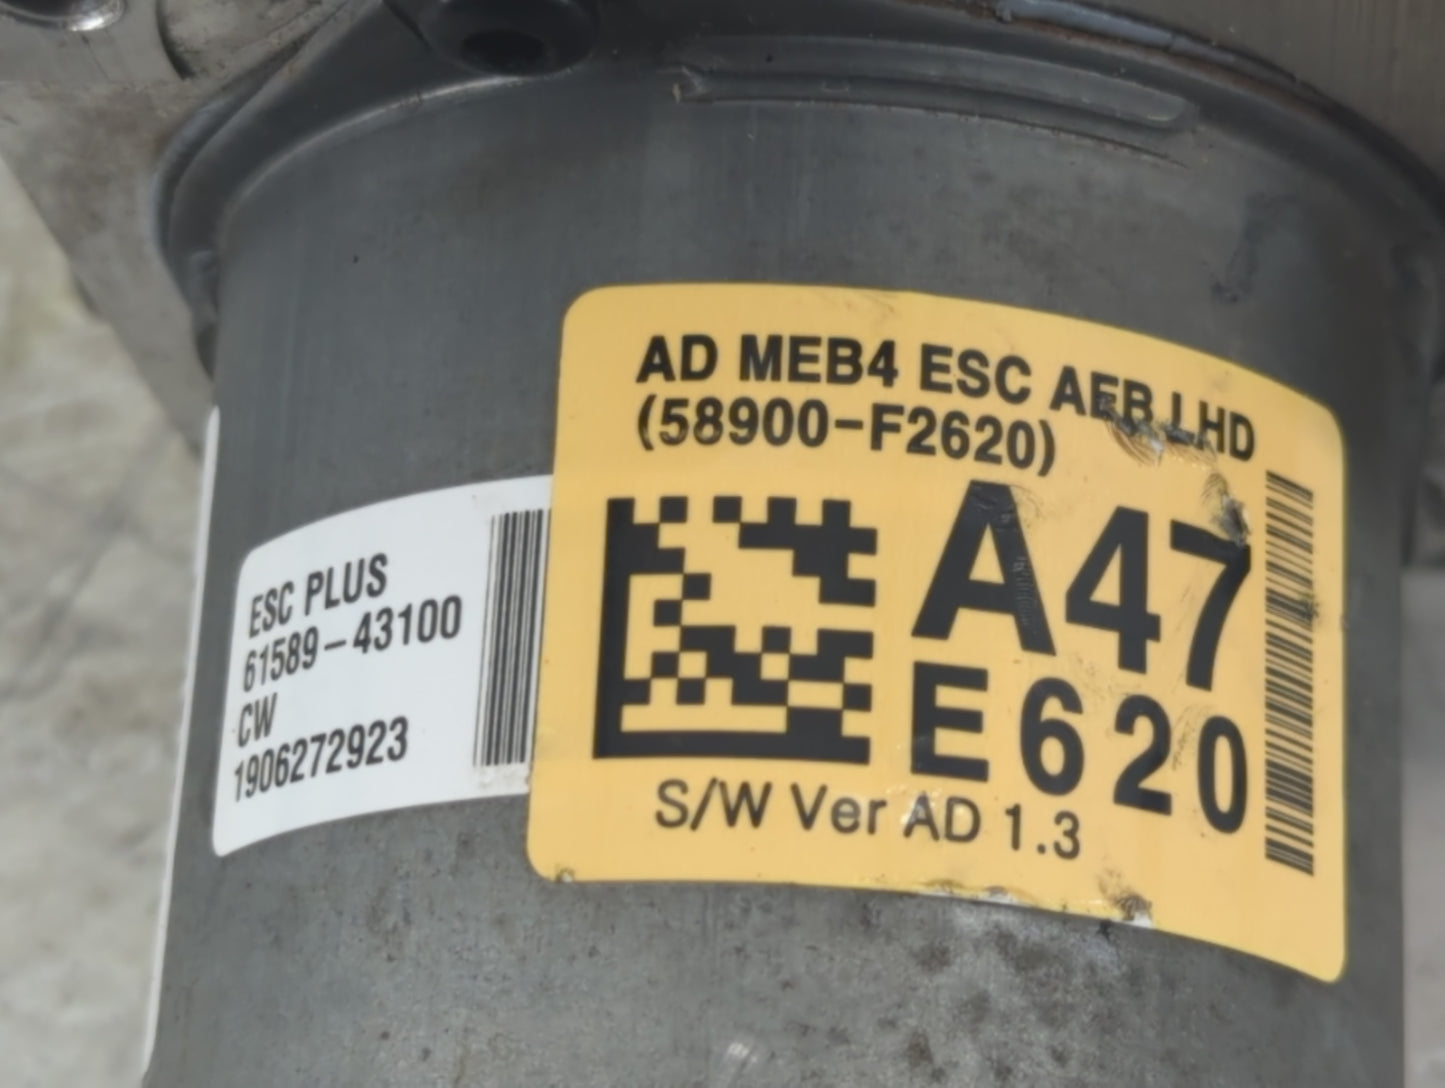 AD MEB4 ESC AEB LHD
(58900-F2620)
A47
E620
S/W Ver AD 1.3
ESC PLUS
61589-43100
CW
1906272923